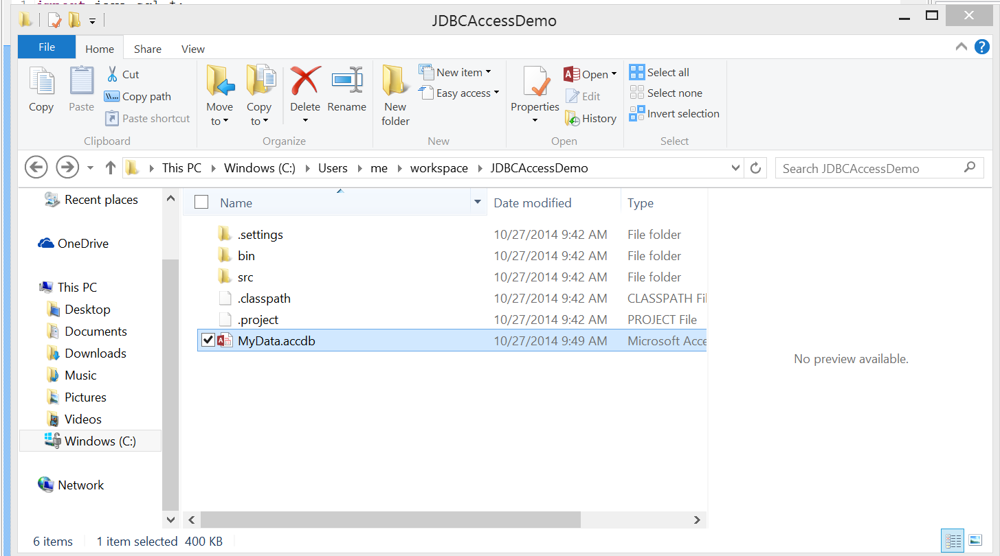 JDBCAccessDemo
File Home Share View
Copy
Paste
Cut
Copy path
Paste shortcut
Clipboard
Move to
Copy to
Delete
Rename
Organize
New folder
New item
Easy access
New
Properties
Open
Edit
History
Open
Select all
Select none
Invert selection
Select
This PC Windows (C:) Users me workspace JDBCAccessDemo
Search JDBCAccessDemo
Recent places
OneDrive
This PC
Desktop
Documents
Downloads
Music
Pictures
Videos
Windows (C:)
Network
Name Date modified Type
.settings 10/27/2014 9:42 AM File folder
bin 10/27/2014 9:42 AM File folder
src 10/27/2014 9:42 AM File folder
.classpath 10/27/2014 9:42 AM CLASSPATH Fil
.project 10/27/2014 9:42 AM PROJECT File
MyData.accdb 10/27/2014 9:49 AM Microsoft Acce
No preview available.
6 items 1 item selected 400 KB